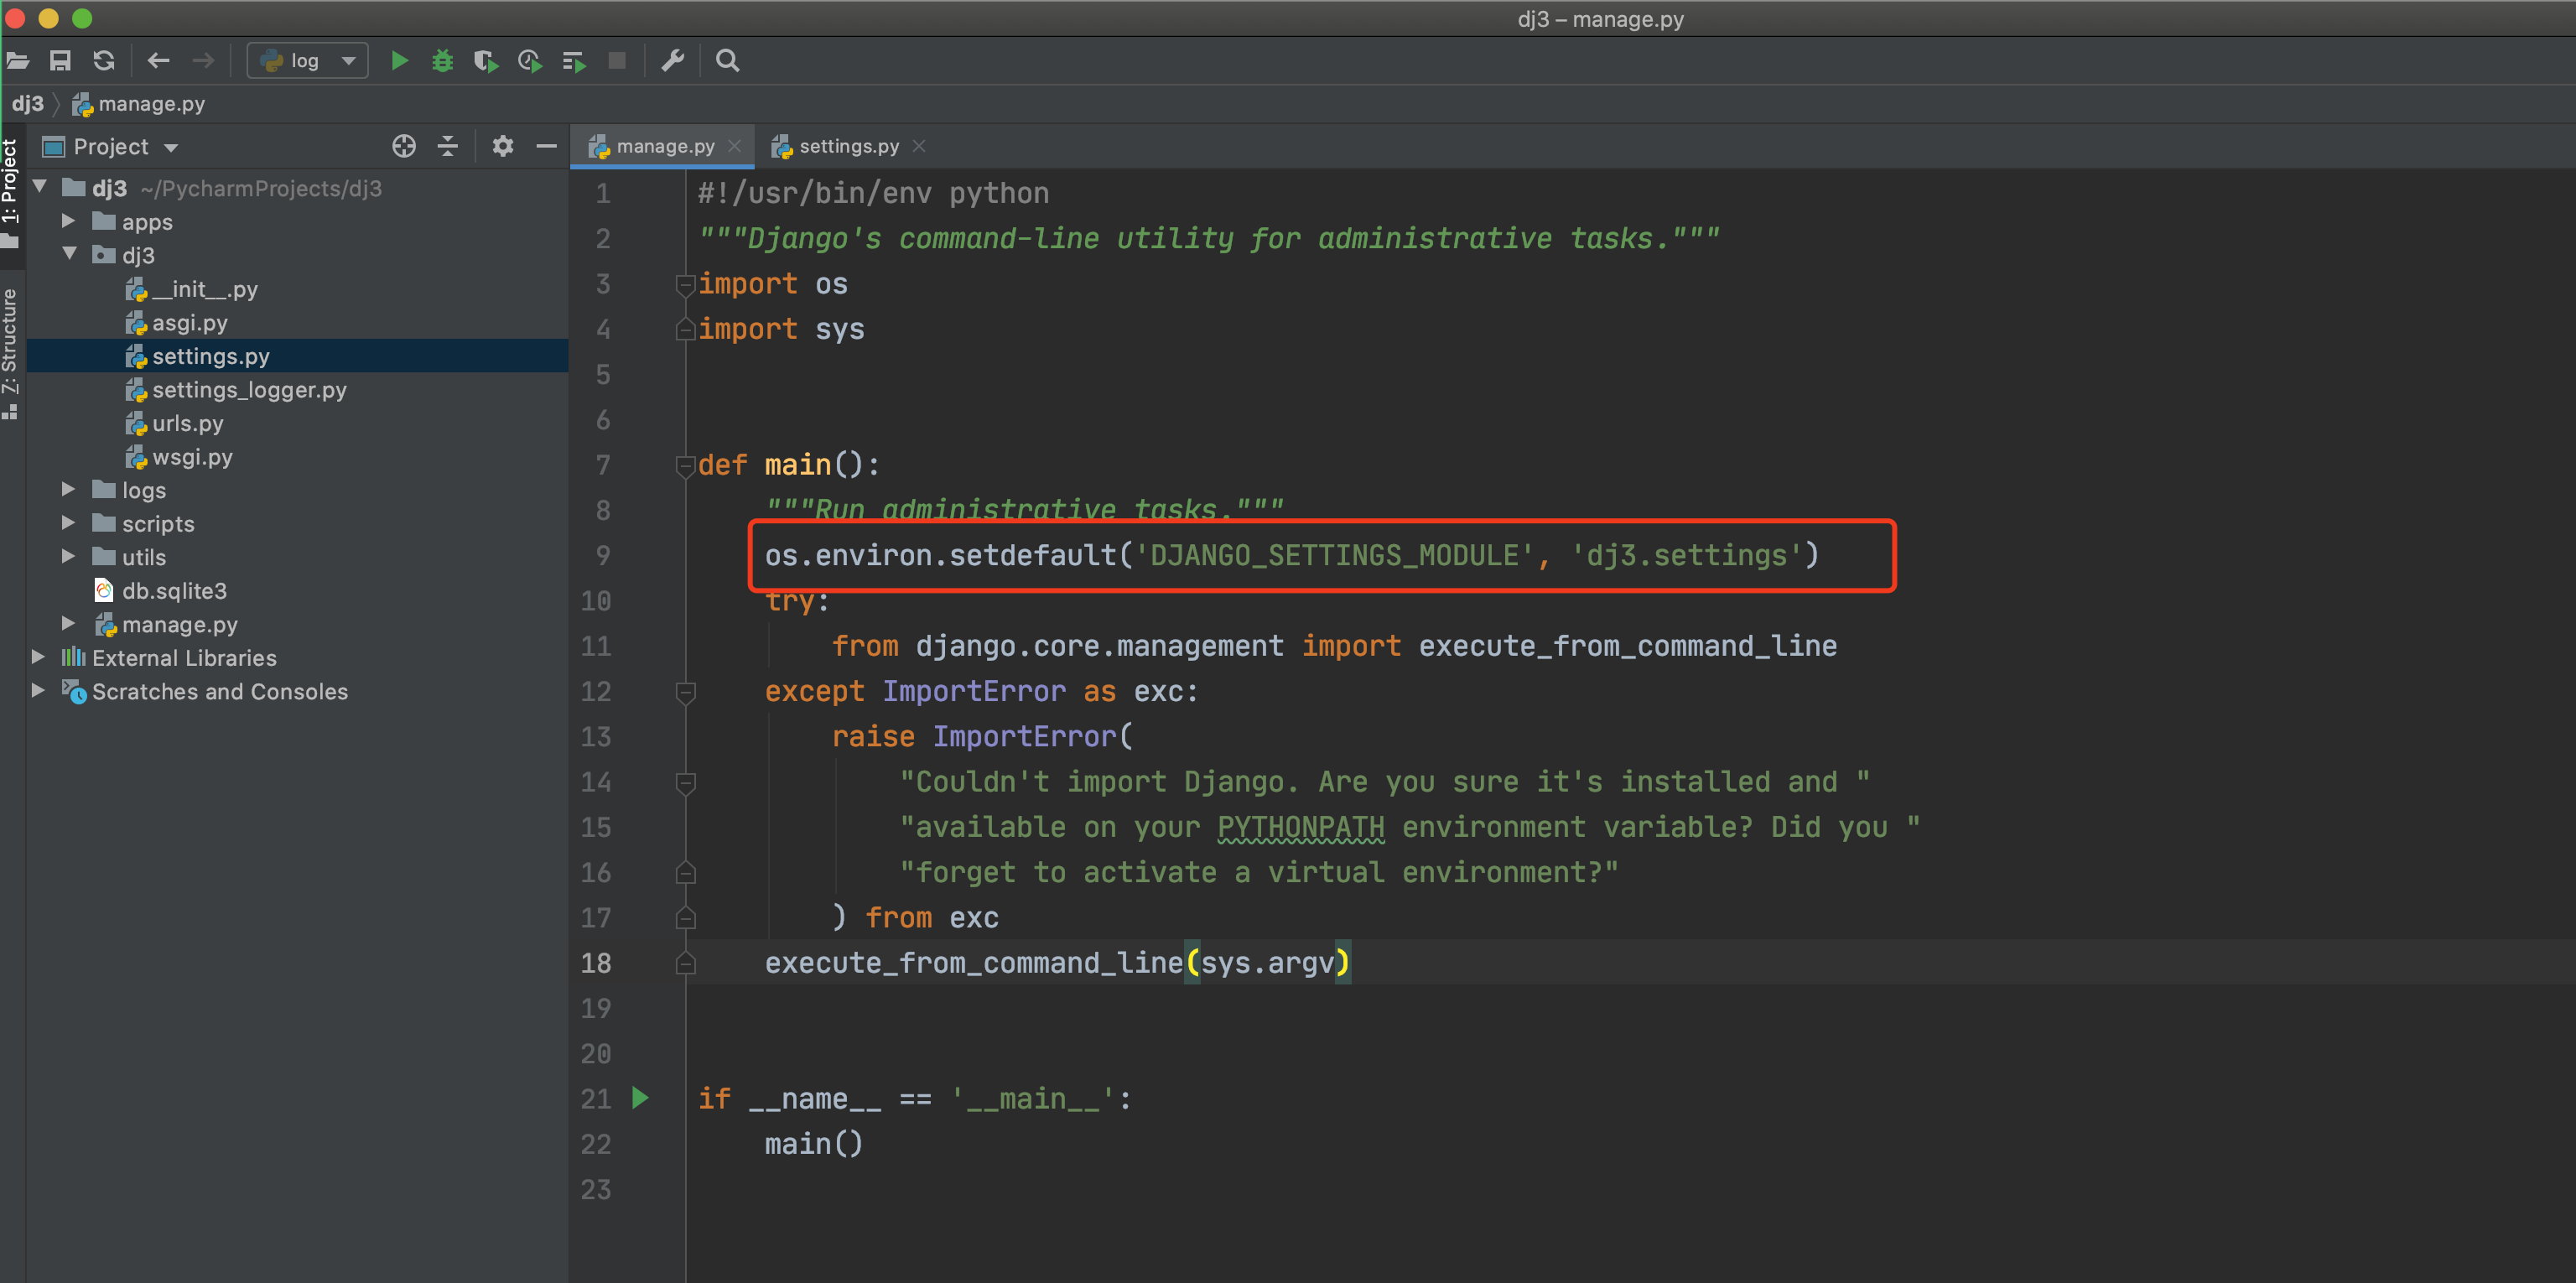 dj3 – manage.py
log
dj3
manage.py
1: Project
Z: Structure
Project
dj3 ~/PycharmProjects/dj3
apps
dj3
__init__.py
asgi.py
settings.py
settings_logger.py
urls.py
wsgi.py
logs
scripts
utils
db.sqlite3
manage.py
External Libraries
Scratches and Consoles
manage.py
settings.py
1 #!/usr/bin/env python
2 """Django's command-line utility for administrative tasks."""
3 import os
4 import sys
5
6
7 def main():
8     """Run administrative tasks."""
9     os.environ.setdefault('DJANGO_SETTINGS_MODULE', 'dj3.settings')
10     try:
11         from django.core.management import execute_from_command_line
12     except ImportError as exc:
13         raise ImportError(
14             "Couldn't import Django. Are you sure it's installed and "
15             "available on your PYTHONPATH environment variable? Did you "
16             "forget to activate a virtual environment?"
17         ) from exc
18     execute_from_command_line(sys.argv)
19
20
21 if __name__ == '__main__':
22     main()
23